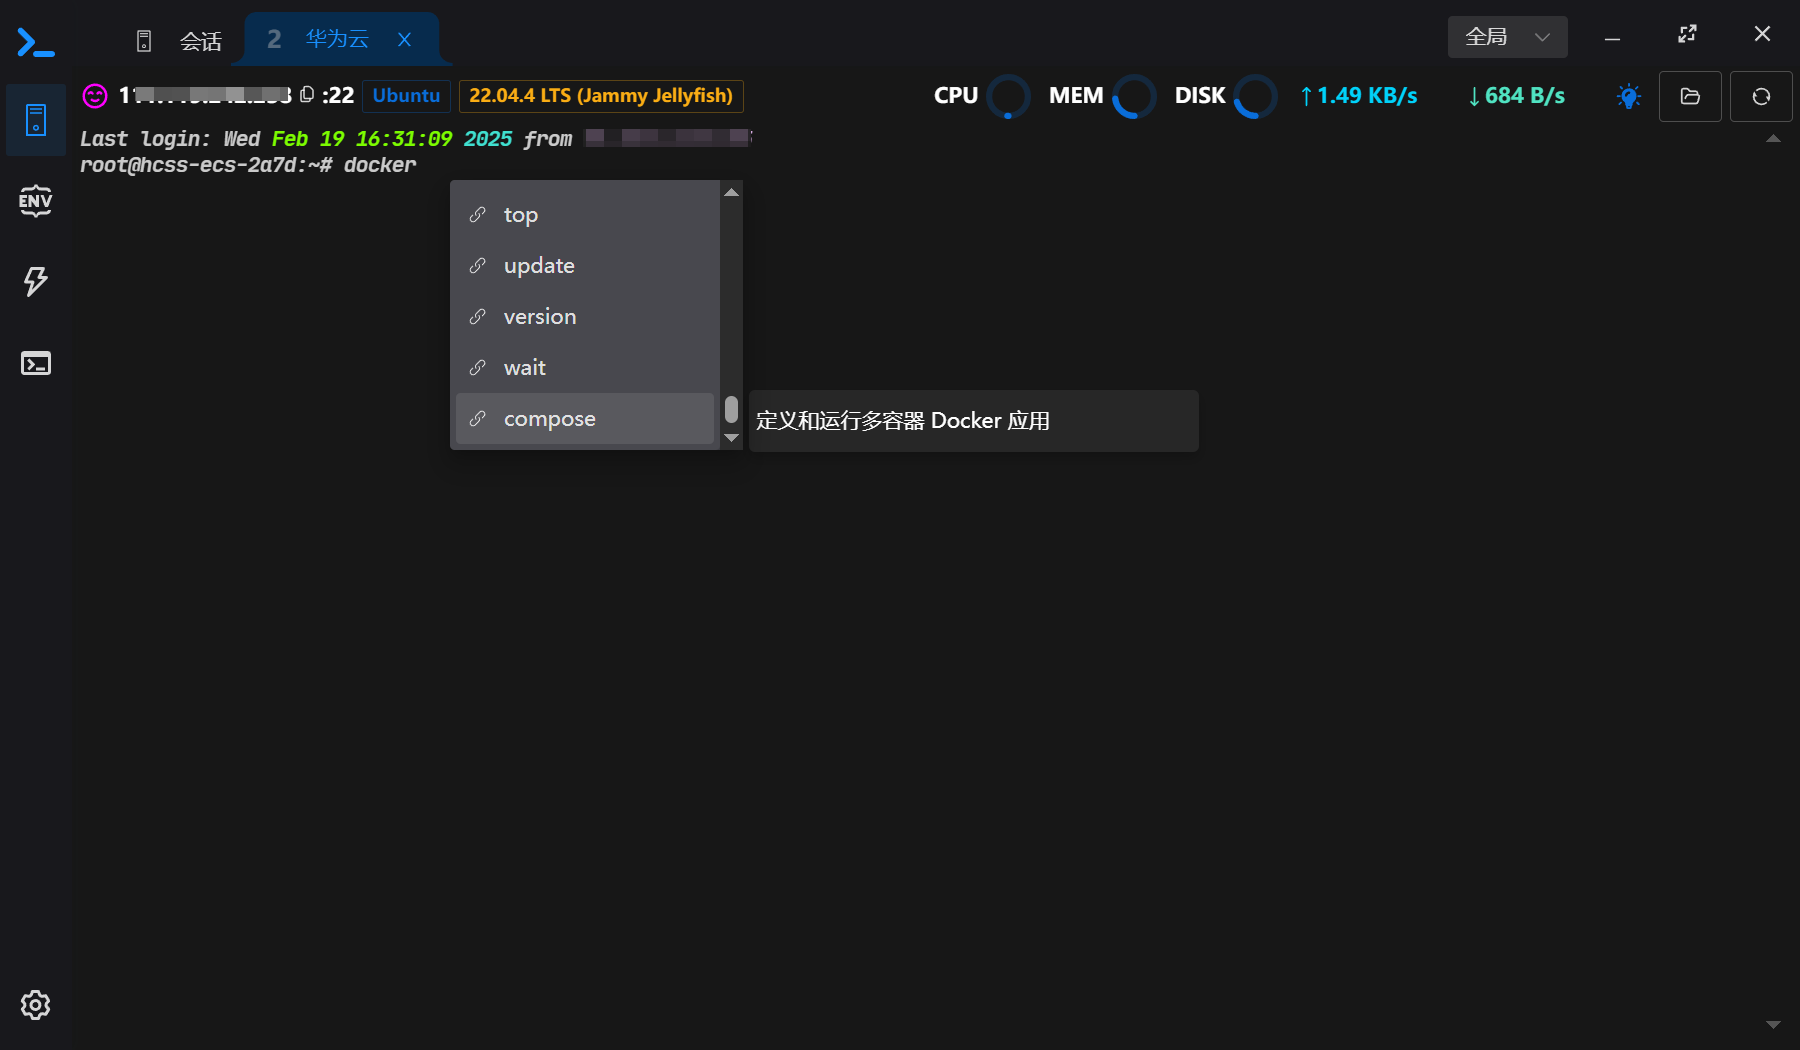 会话
2 华为云
全局
:22 Ubuntu 22.04.4 LTS (Jammy Jellyfish)
CPU MEM DISK ↑1.49 KB/s ↓684 B/s
Last login: Wed Feb 19 16:31:09 2025 from
root@hcss-ecs-2a7d:~# docker
ENV
top
update
version
wait
compose
定义和运行多容器 Docker 应用